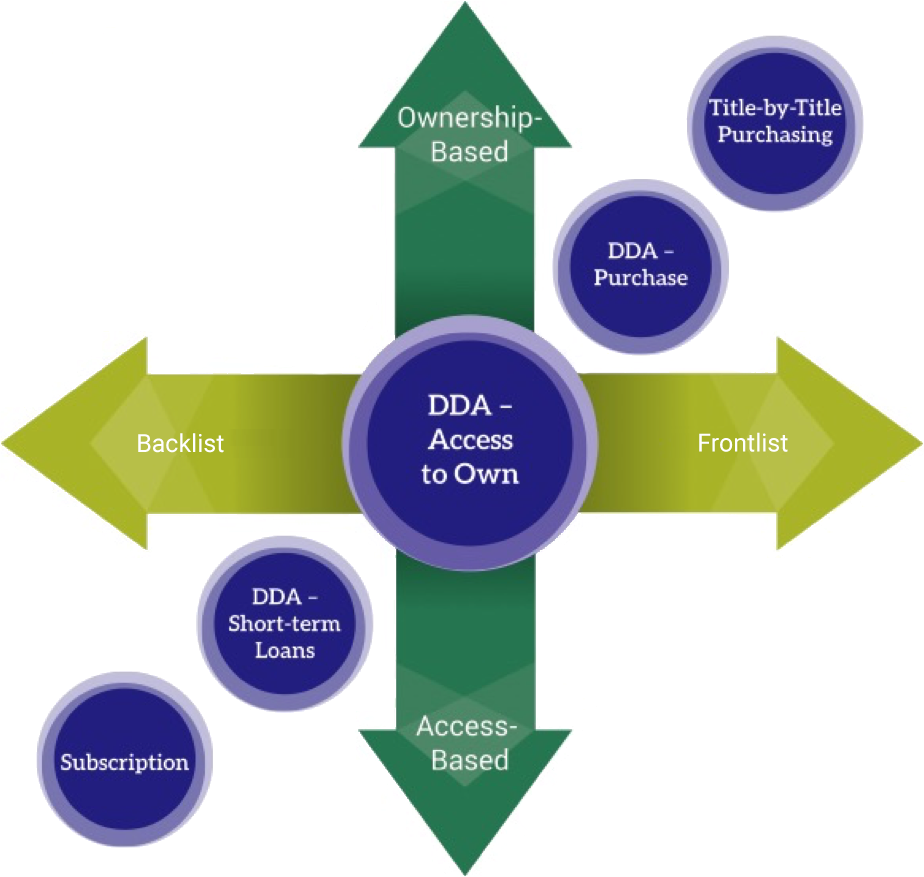 Ownership-
Based
Title-by-Title
Purchasing
DDA –
Purchase
DDA –
Access
to Own
Backlist
Frontlist
DDA –
Short-term
Loans
Access-
Based
Subscription